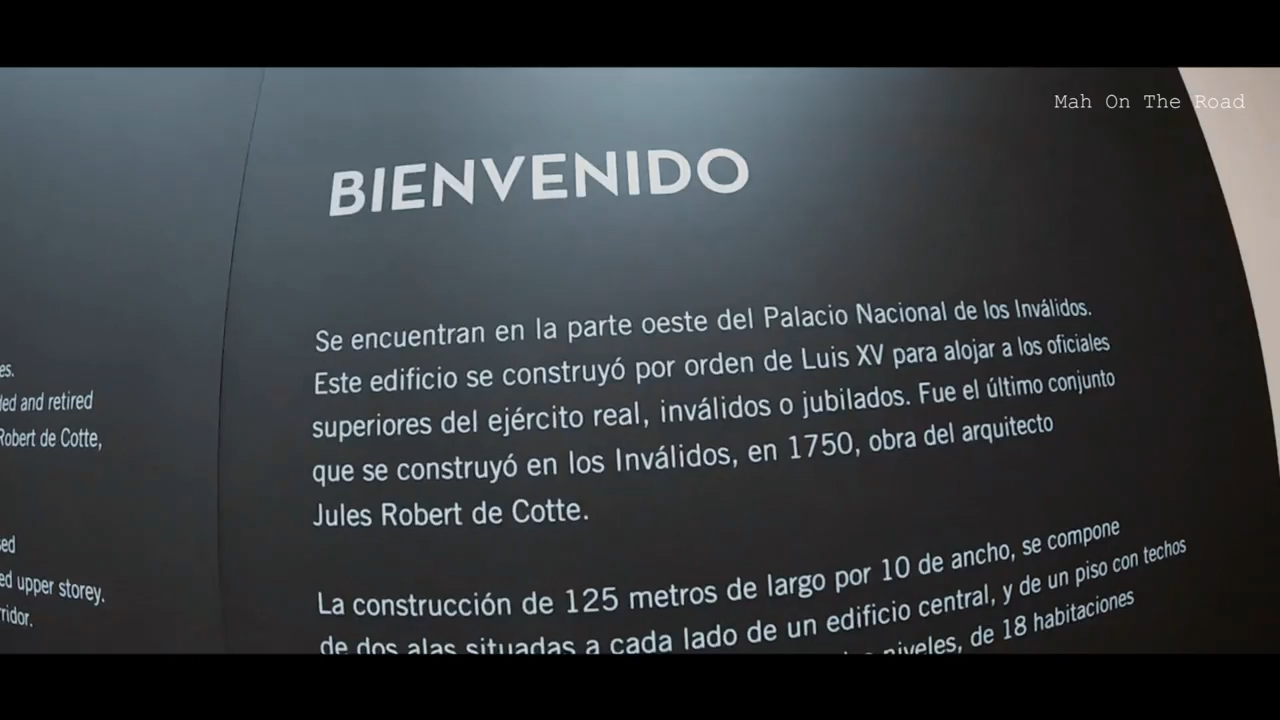 Mah On The Road
es.
led and retired
Robert de Cotte,
ed
ed upper storey.
ridor.
BIENVENIDO
Se encuentran en la parte oeste del Palacio Nacional de los Inválidos.
Este edificio se construyó por orden de Luis XV para alojar a los oficiales
superiores del ejército real, inválidos o jubilados. Fue el último conjunto
que se construyó en los Inválidos, en 1750, obra del arquitecto
Jules Robert de Cotte.
La construcción de 125 metros de largo por 10 de ancho, se compone
de dos alas situadas a cada lado de un edificio central, y de un piso con techos
niveles, de 18 habitaciones